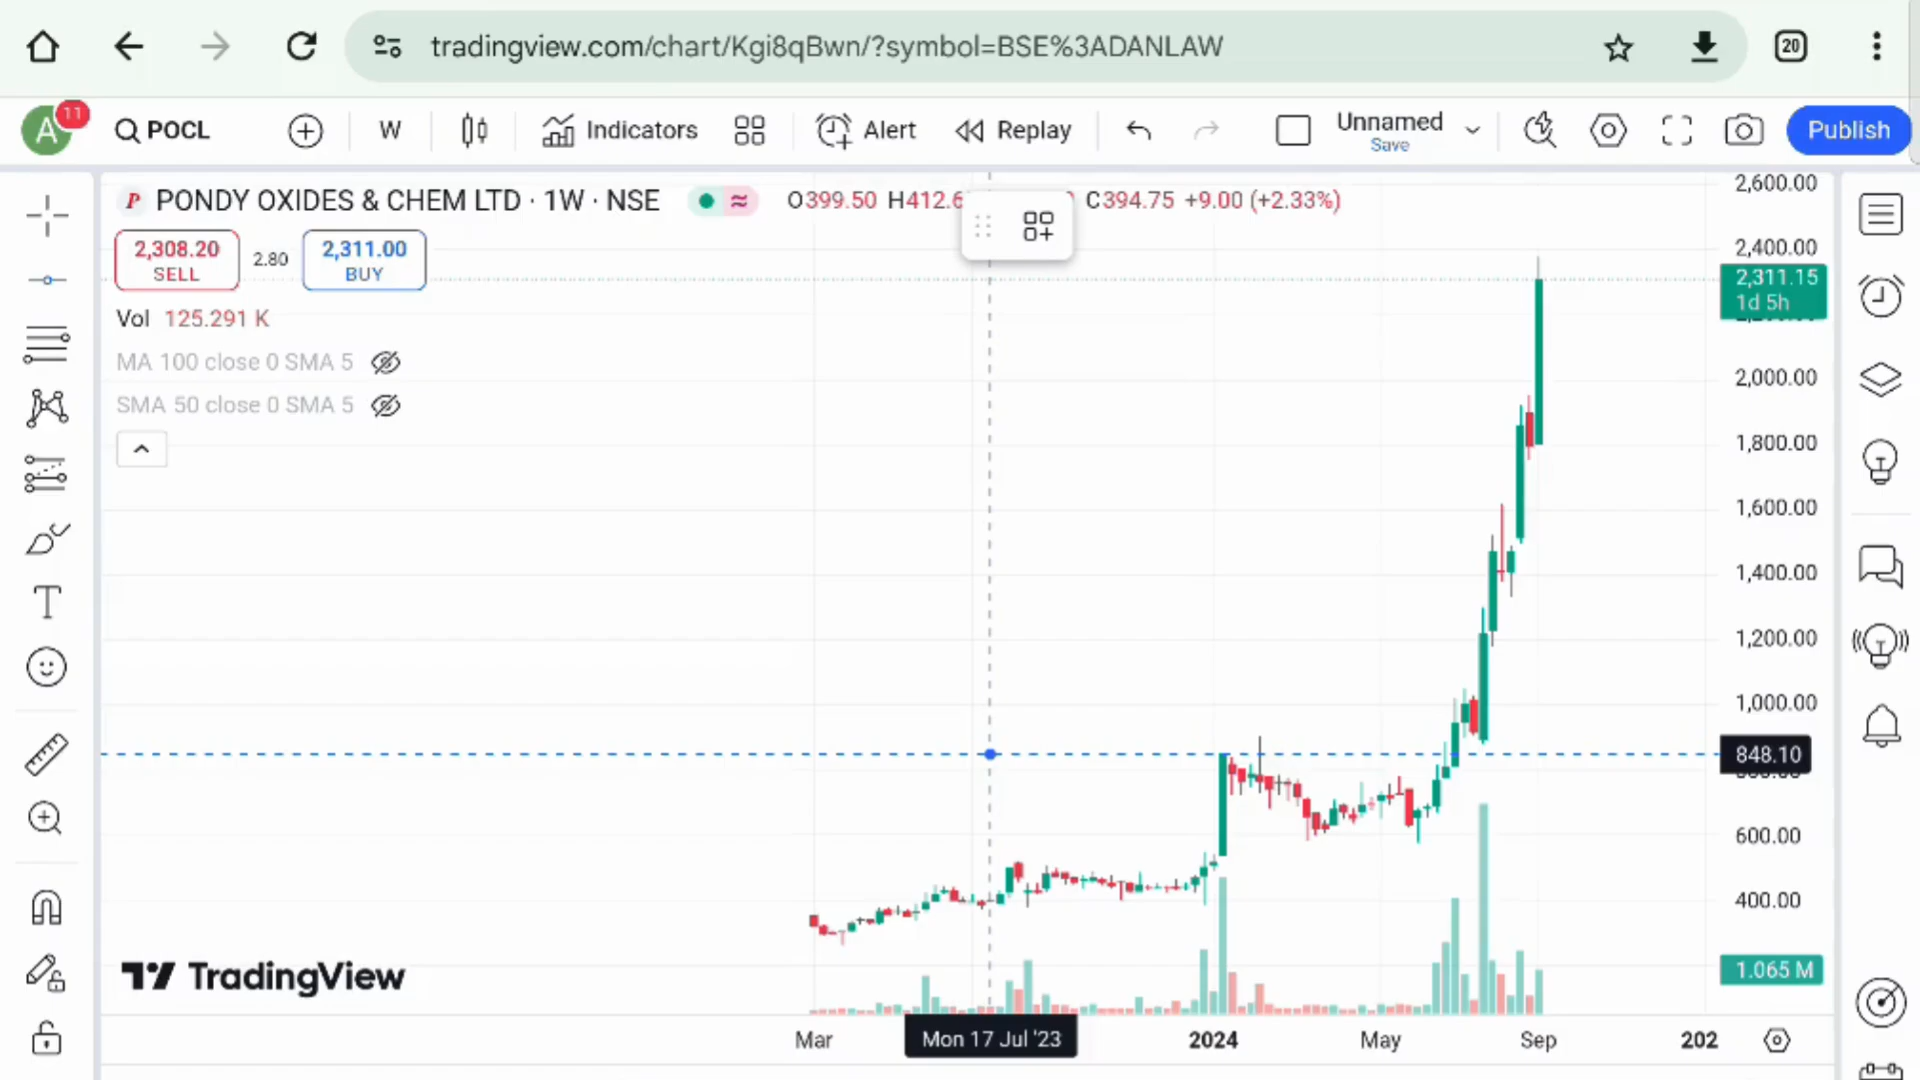 tradingview.com/chart/Kgi8qBwn/?symbol=BSE%3ADANLAW
20
A 11 POCL W Indicators Alert Replay Unnamed Save Publish
P PONDY OXIDES & CHEM LTD · 1W · NSE O399.50 H412.6 C394.75 +9.00 (+2.33%)
2,308.20 SELL 2.80 2,311.00 BUY
Vol 125.291 K
MA 100 close 0 SMA 5
SMA 50 close 0 SMA 5
2,600.00
2,400.00
2,311.15
1d 5h
2,000.00
1,800.00
1,600.00
1,400.00
1,200.00
1,000.00
848.10
600.00
400.00
1.065 M
TradingView
Mar Mon 17 Jul '23 2024 May Sep 202